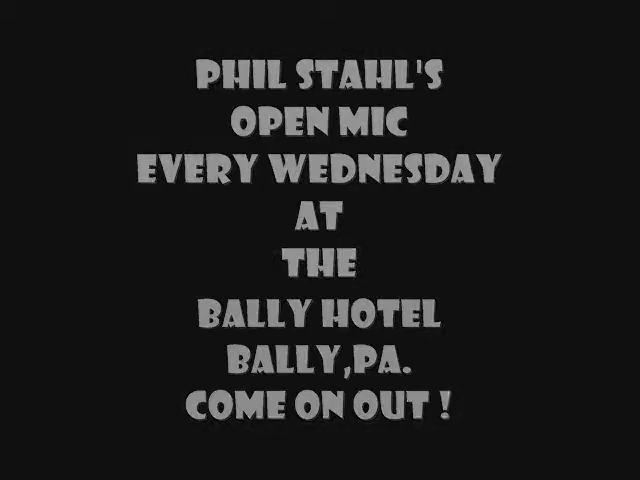 PHIL STAHL'S
OPEN MIC
EVERY WEDNESDAY
AT
THE
BALLY HOTEL
BALLY,PA.
COME ON OUT !